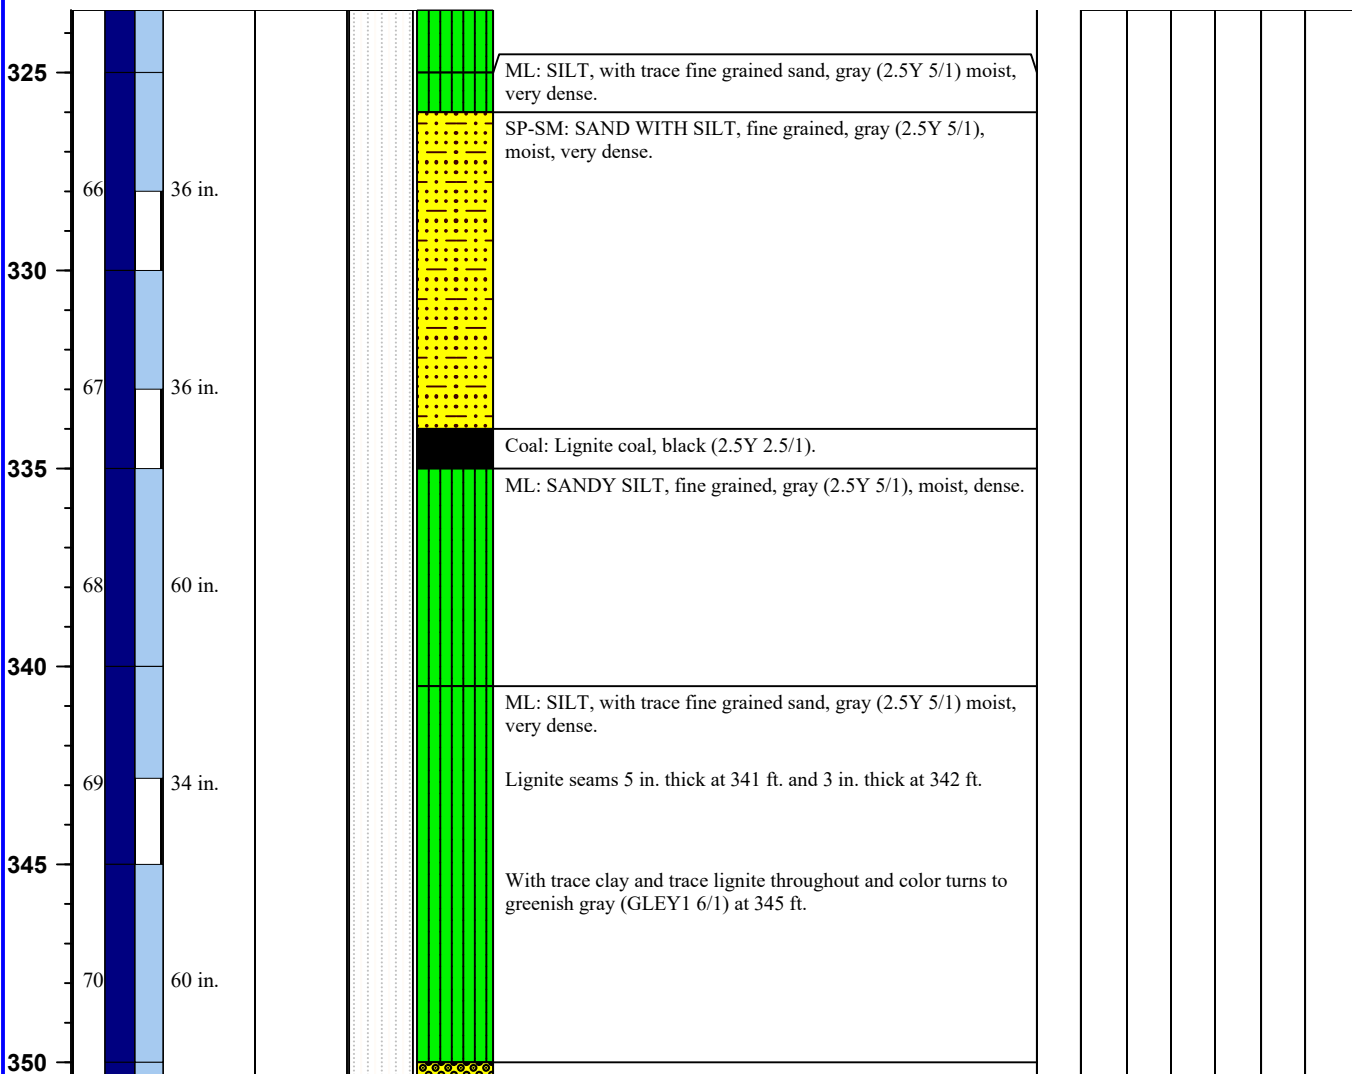 325
ML: SILT, with trace fine grained sand, gray (2.5Y 5/1) moist,
very dense.
SP-SM: SAND WITH SILT, fine grained, gray (2.5Y 5/1),
moist, very dense.
66 36 in.
330
67 36 in.
Coal: Lignite coal, black (2.5Y 2.5/1).
335
ML: SANDY SILT, fine grained, gray (2.5Y 5/1), moist, dense.
68 60 in.
340
ML: SILT, with trace fine grained sand, gray (2.5Y 5/1) moist,
very dense.
69 34 in.
Lignite seams 5 in. thick at 341 ft. and 3 in. thick at 342 ft.
345
With trace clay and trace lignite throughout and color turns to
greenish gray (GLEY1 6/1) at 345 ft.
70 60 in.
350